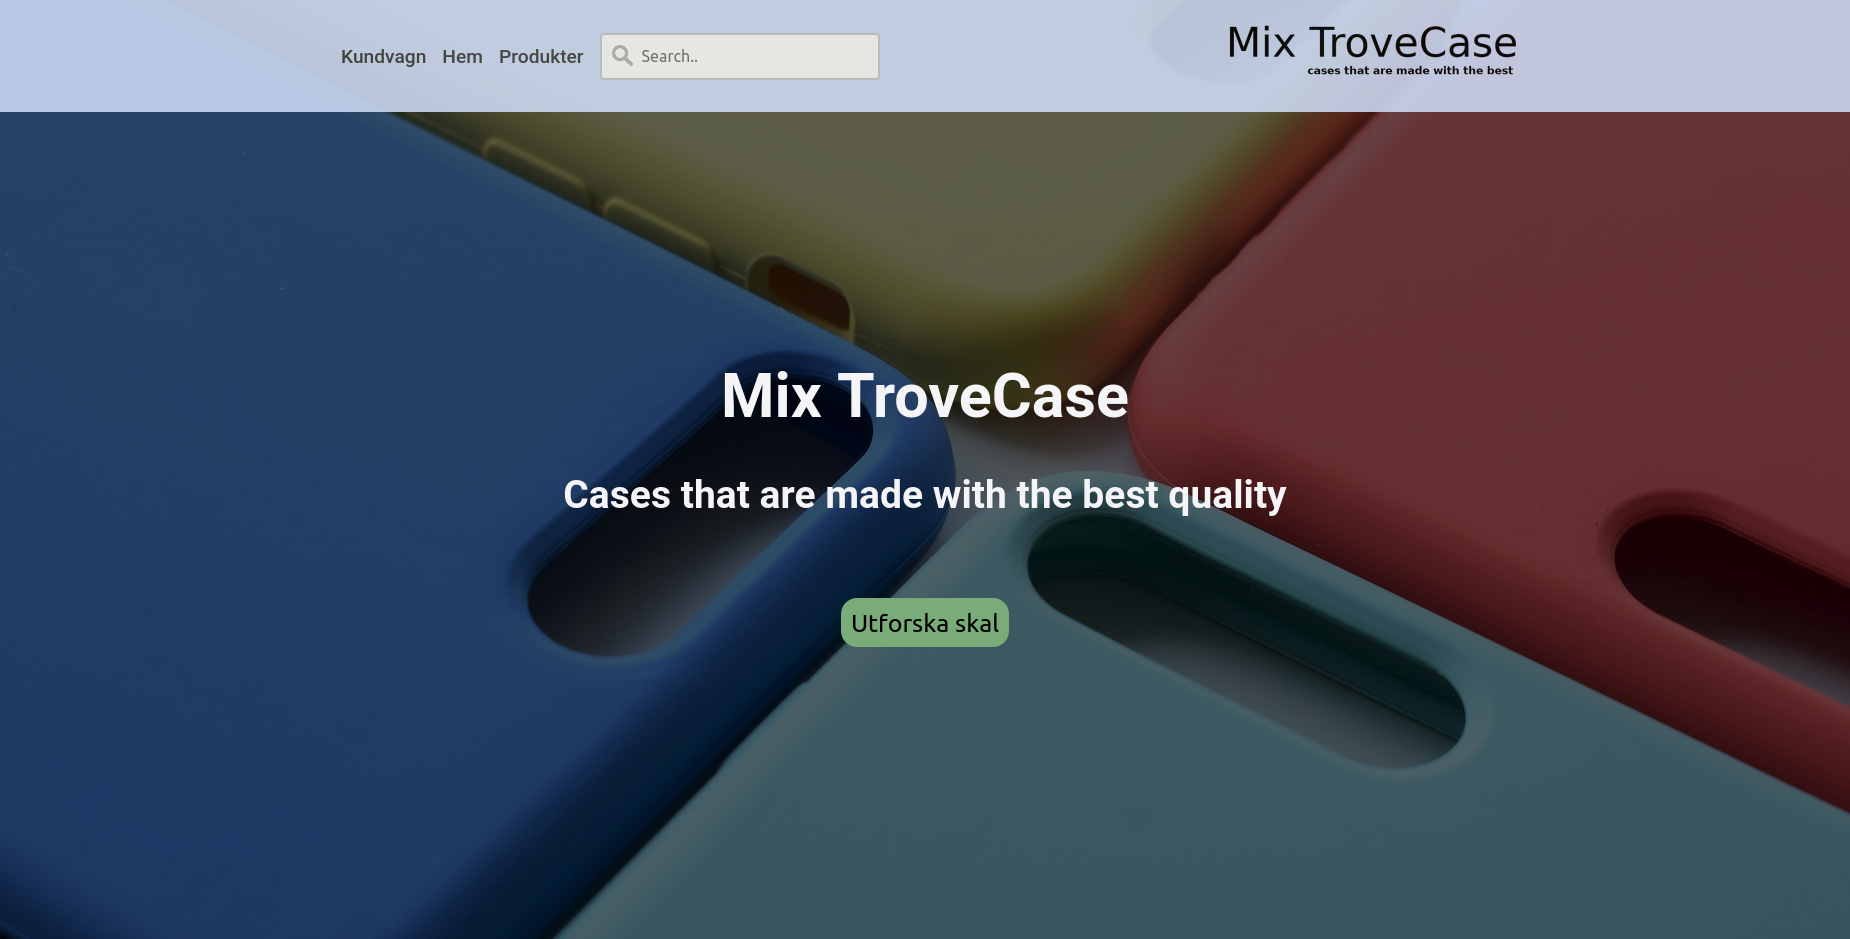 Kundvagn Hem Produkter Search..
Mix TroveCase
cases that are made with the best
Mix TroveCase
Cases that are made with the best quality
Utforska skal